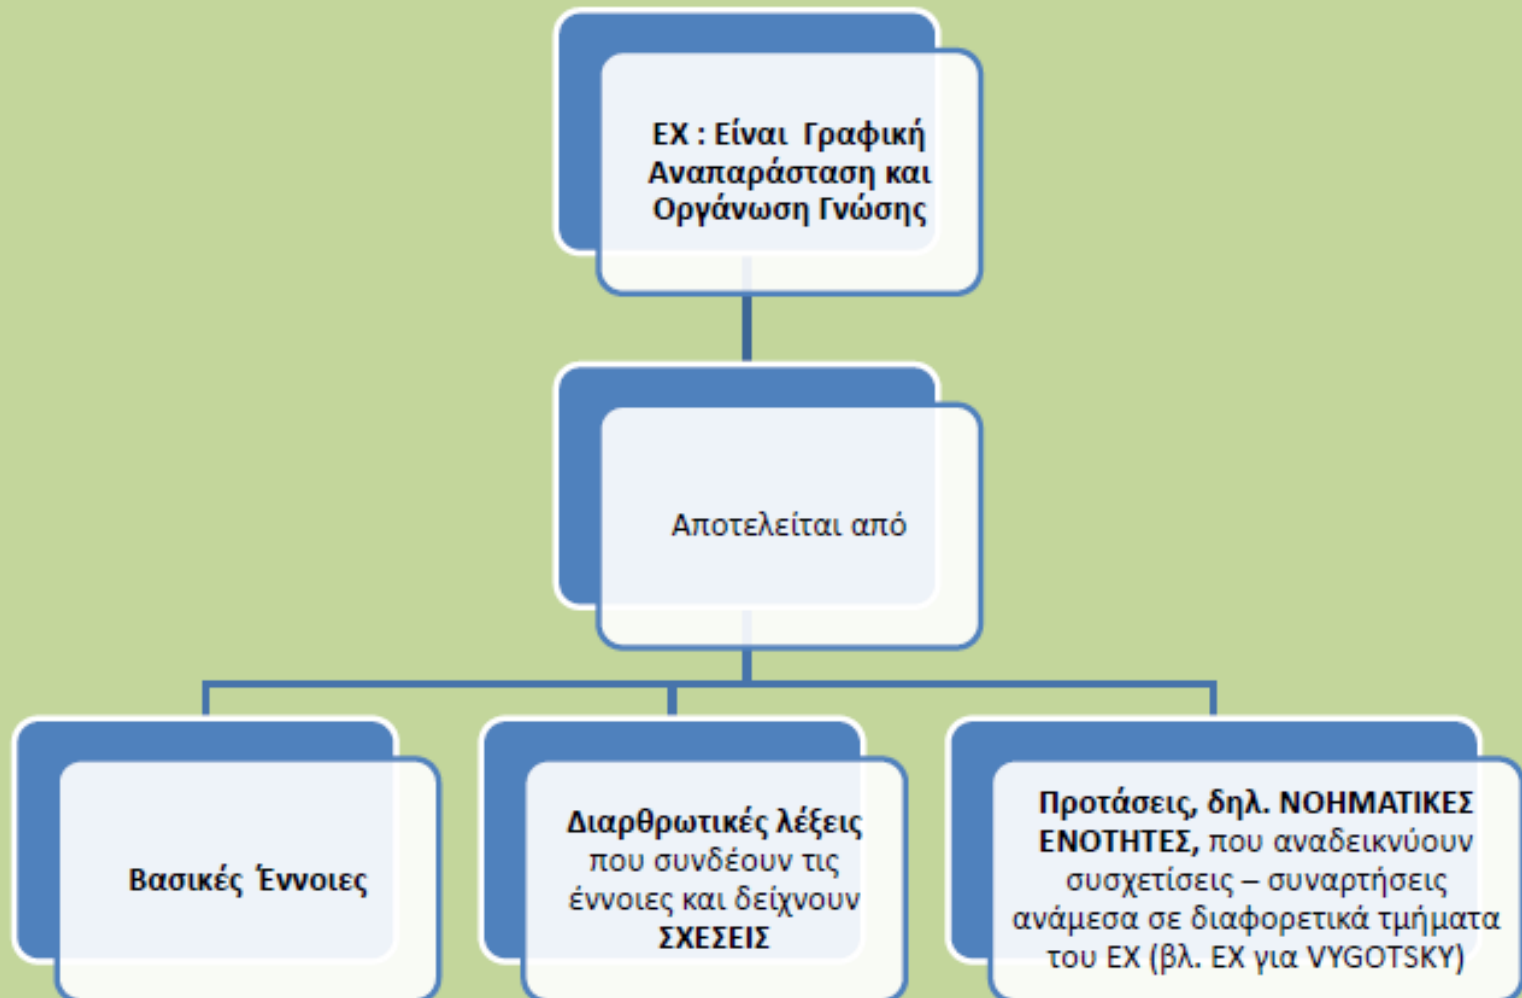 ΕΧ : Είναι Γραφική
Αναπαράσταση και
Οργάνωση Γνώσης
Αποτελείται από
Βασικές Έννοιες
Διαρθρωτικές λέξεις
που συνδέουν τις
έννοιες και δείχνουν
ΣΧΕΣΕΙΣ
Προτάσεις, δηλ. ΝΟΗΜΑΤΙΚΕΣ
ΕΝΟΤΗΤΕΣ, που αναδεικνύουν
συσχετίσεις – συναρτήσεις
ανάμεσα σε διαφορετικά τμήματα
του ΕΧ (βλ. ΕΧ για VYGOTSKY)